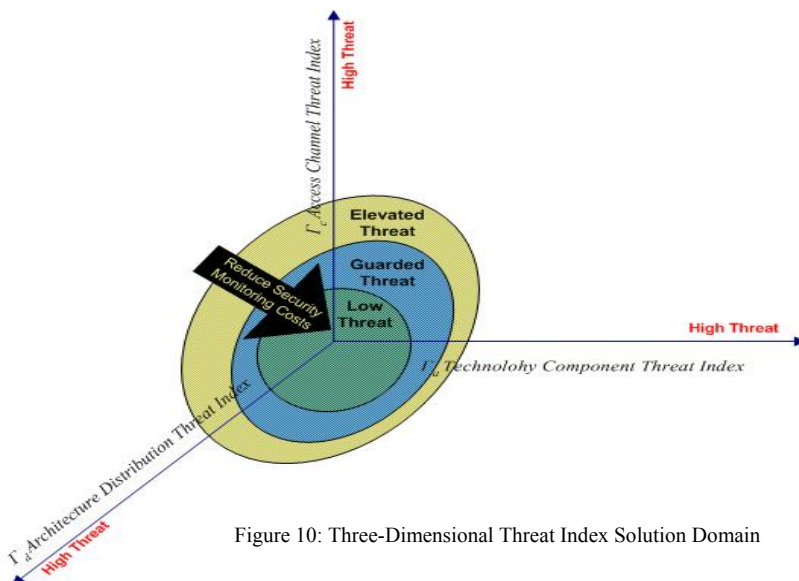 High Threat
Γc Access Channel Threat Index
Elevated
Threat
Guarded
Threat
Reduce Security
Monitoring Costs
Low
Threat
High Threat
Γd Technolohy Component Threat Index
Γd Architecture Distribution Threat Index
High Threat
Figure 10: Three-Dimensional Threat Index Solution Domain